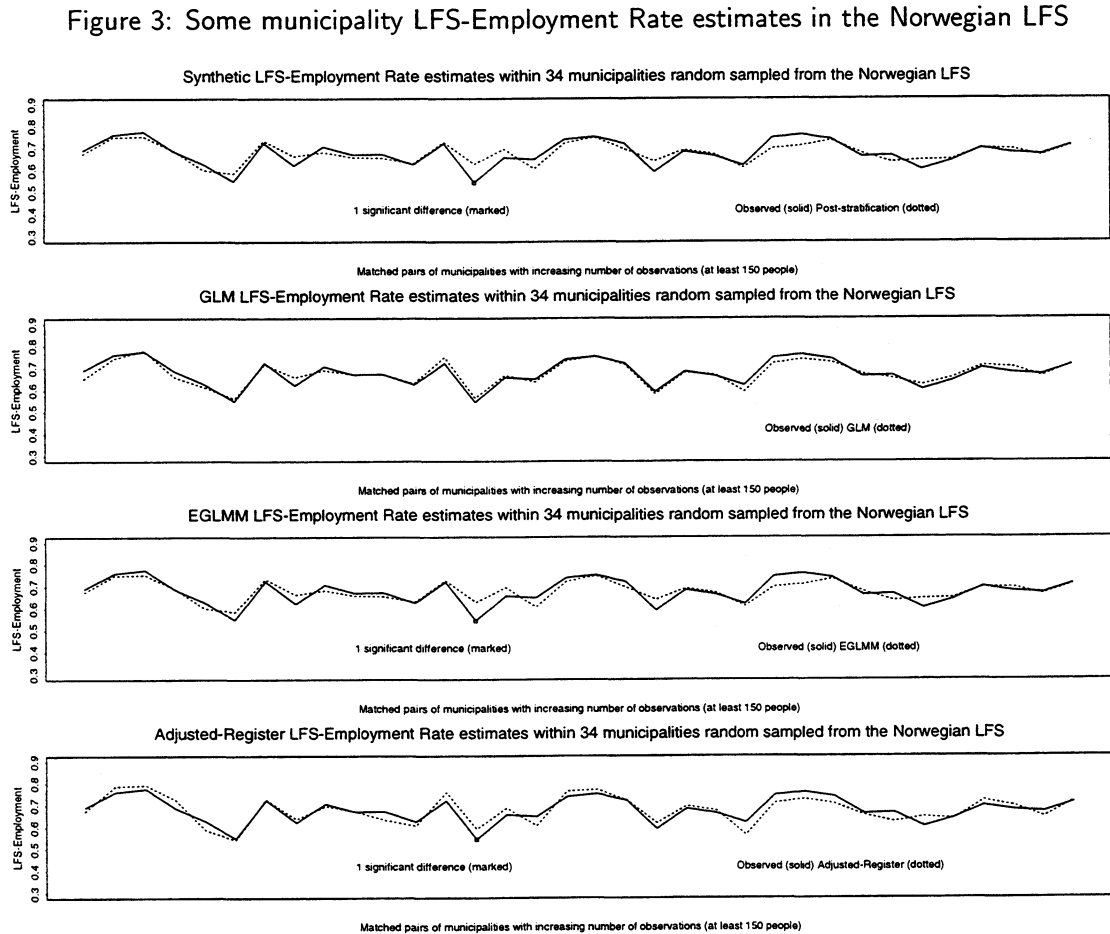 Figure 3: Some municipality LFS-Employment Rate estimates in the Norwegian LFS
Synthetic LFS-Employment Rate estimates within 34 municipalities random sampled from the Norwegian LFS
LFS-Employment
0.3 0.4 0.5 0.6 0.7 0.8 0.9
1 significant difference (marked)
Observed (solid) Post-stratification (dotted)
Matched pairs of municipalities with increasing number of observations (at least 150 people)
GLM LFS-Employment Rate estimates within 34 municipalities random sampled from the Norwegian LFS
LFS-Employment
0.3 0.4 0.5 0.6 0.7 0.8 0.9
Observed (solid) GLM (dotted)
Matched pairs of municipalities with increasing number of observations (at least 150 people)
EGLMM LFS-Employment Rate estimates within 34 municipalities random sampled from the Norwegian LFS
LFS-Employment
0.3 0.4 0.5 0.6 0.7 0.8 0.9
1 significant difference (marked)
Observed (solid) EGLMM (dotted)
Matched pairs of municipalities with increasing number of observations (at least 150 people)
Adjusted-Register LFS-Employment Rate estimates within 34 municipalities random sampled from the Norwegian LFS
LFS-Employment
0.3 0.4 0.5 0.6 0.7 0.8 0.9
1 significant difference (marked)
Observed (solid) Adjusted-Register (dotted)
Matched pairs of municipalities with increasing number of observations (at least 150 people)